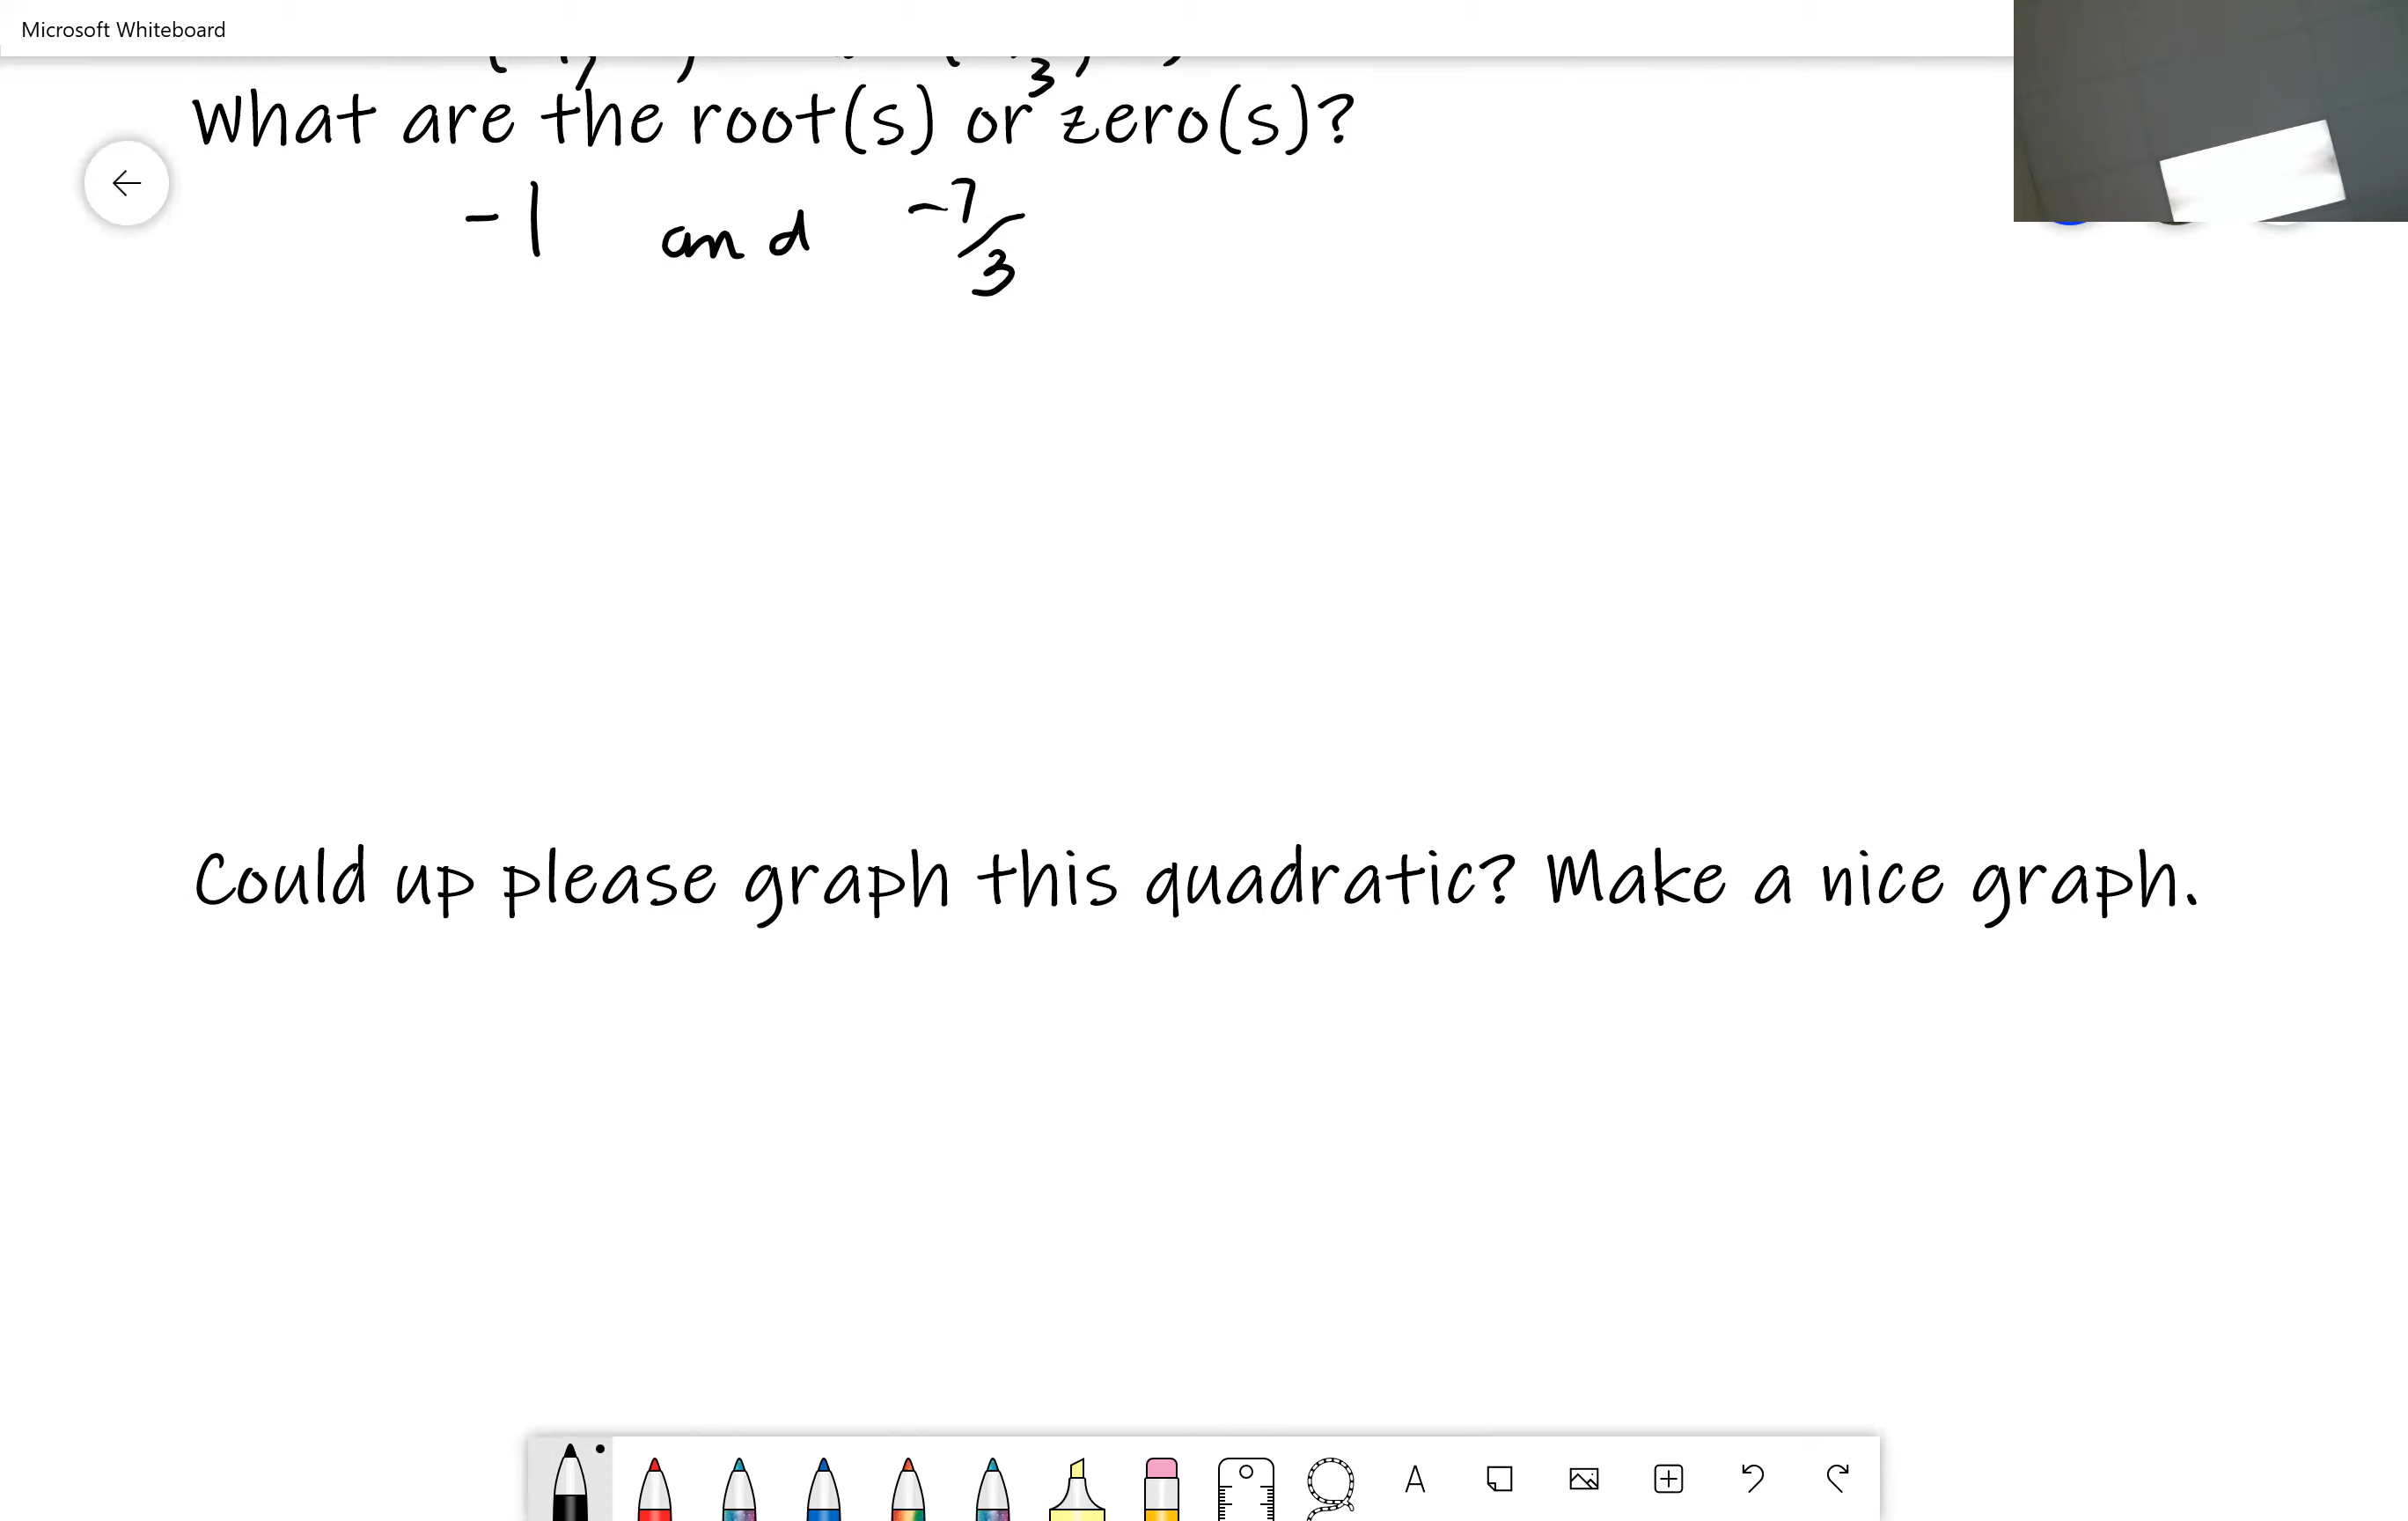 Microsoft Whiteboard
3
What are the root(s) or zero(s)?
-1 and -7/3
Could up please graph this quadratic? Make a nice graph.